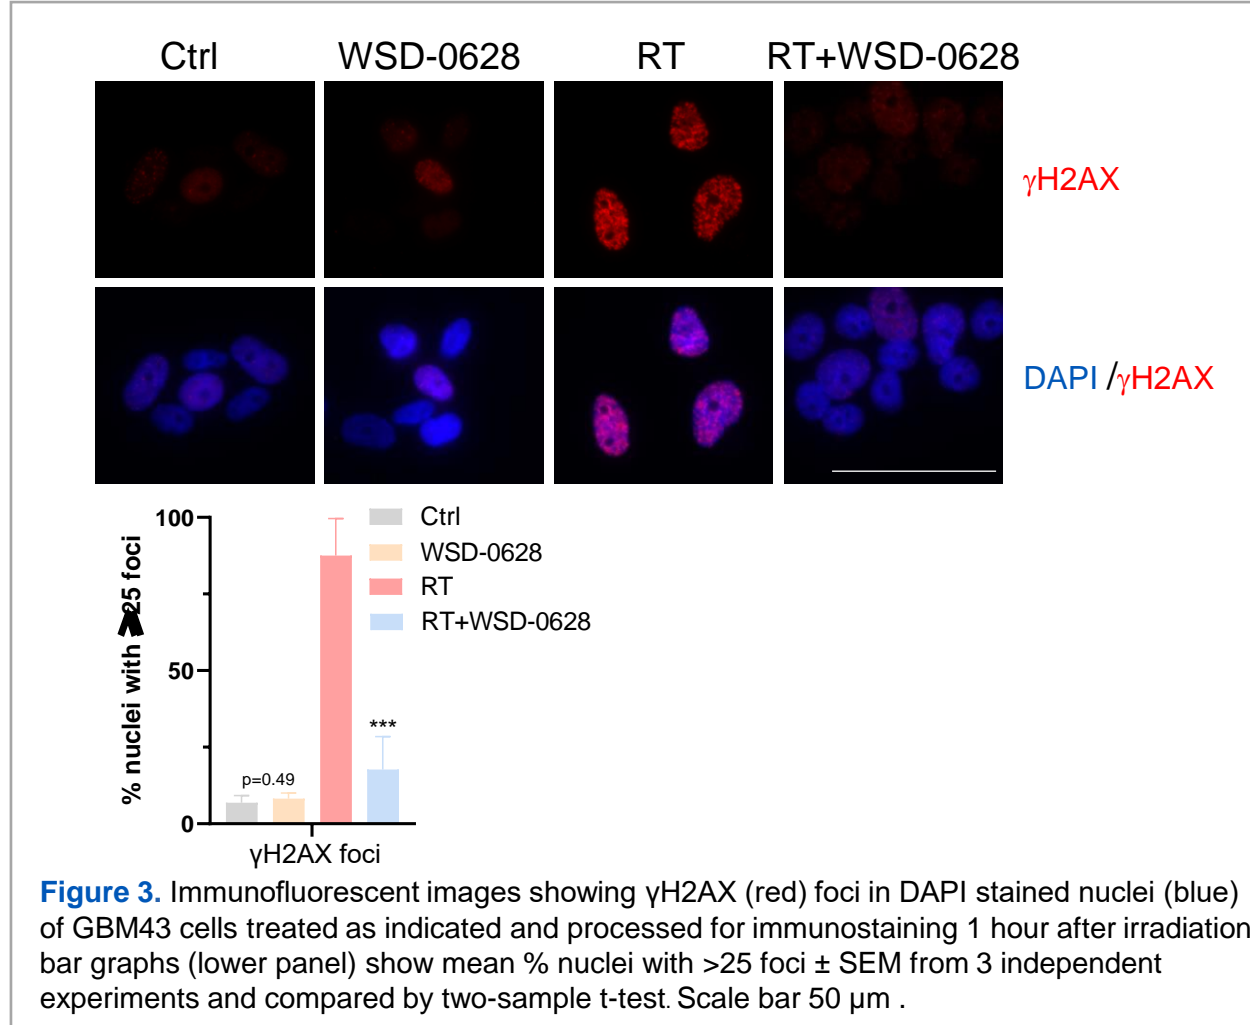 Ctrl WSD-0628 RT RT+WSD-0628
γH2AX
DAPI /γH2AX
% nuclei with 25 foci
100
50
0
Ctrl
WSD-0628
RT
RT+WSD-0628
p=0.49
***
γH2AX foci
Figure 3. Immunofluorescent images showing γH2AX (red) foci in DAPI stained nuclei (blue)
of GBM43 cells treated as indicated and processed for immunostaining 1 hour after irradiation
bar graphs (lower panel) show mean % nuclei with >25 foci ± SEM from 3 independent
experiments and compared by two-sample t-test. Scale bar 50 µm .